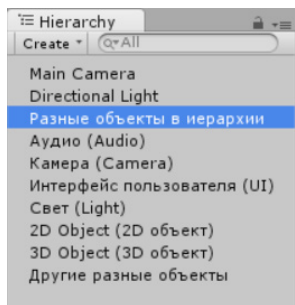 Hierarchy
Create All
Main Camera
Directional Light
Разные объекты в иерархии
Аудио (Audio)
Камера (Camera)
Интерфейс пользователя (UI)
Свет (Light)
2D Object (2D объект)
3D Object (3D объект)
Другие разные объекты